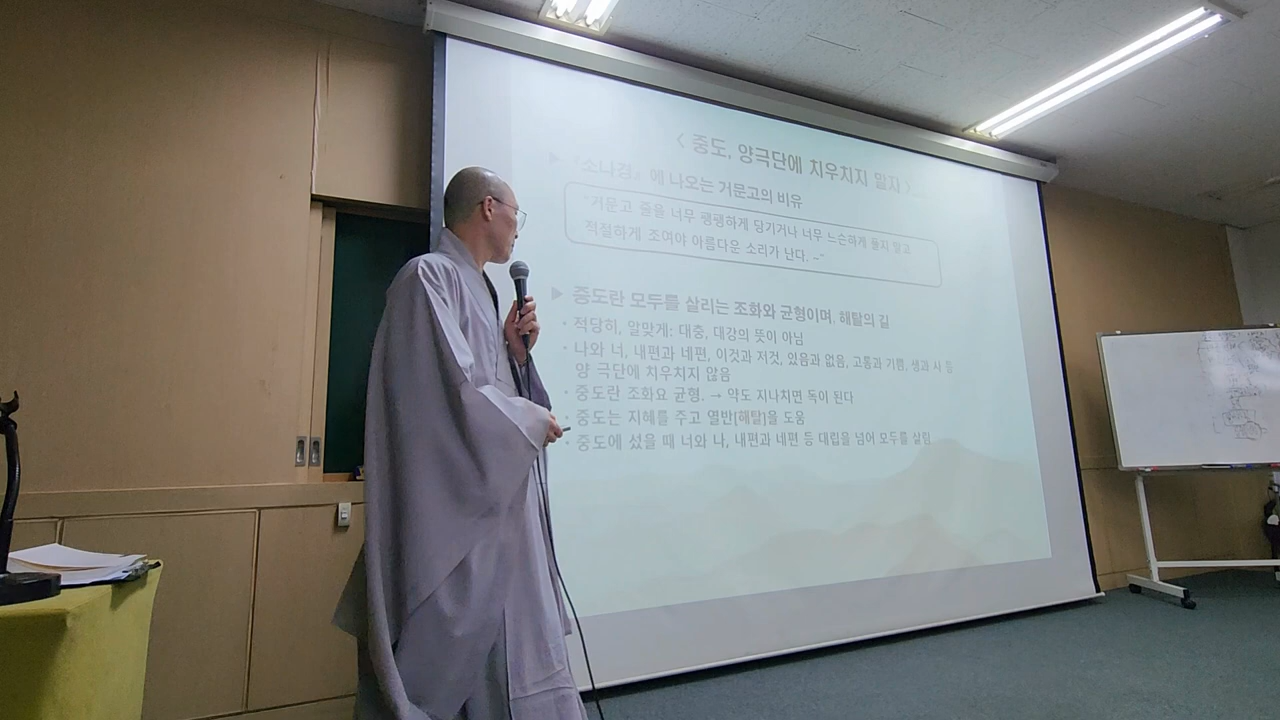 < 중도, 양극단에 치우치지 말자 >
▶ 『소나경』에 나오는 거문고의 비유
"거문고 줄을 너무 팽팽하게 당기거나 너무 느슨하게 풀지 말고
적절하게 조여야 아름다운 소리가 난다. ~"
▶ 중도란 모두를 살리는 조화와 균형이며, 해탈의 길
· 적당히, 알맞게: 대충, 대강의 뜻이 아님
· 나와 너, 내편과 네편, 이것과 저것, 있음과 없음, 고통과 기쁨, 생과 사 등
양 극단에 치우치지 않음
· 중도란 조화요 균형. → 약도 지나치면 독이 된다
· 중도는 지혜를 주고 열반(해탈)을 도움
· 중도에 섰을 때 너와 나, 내편과 네편 등 대립을 넘어 모두를 살림